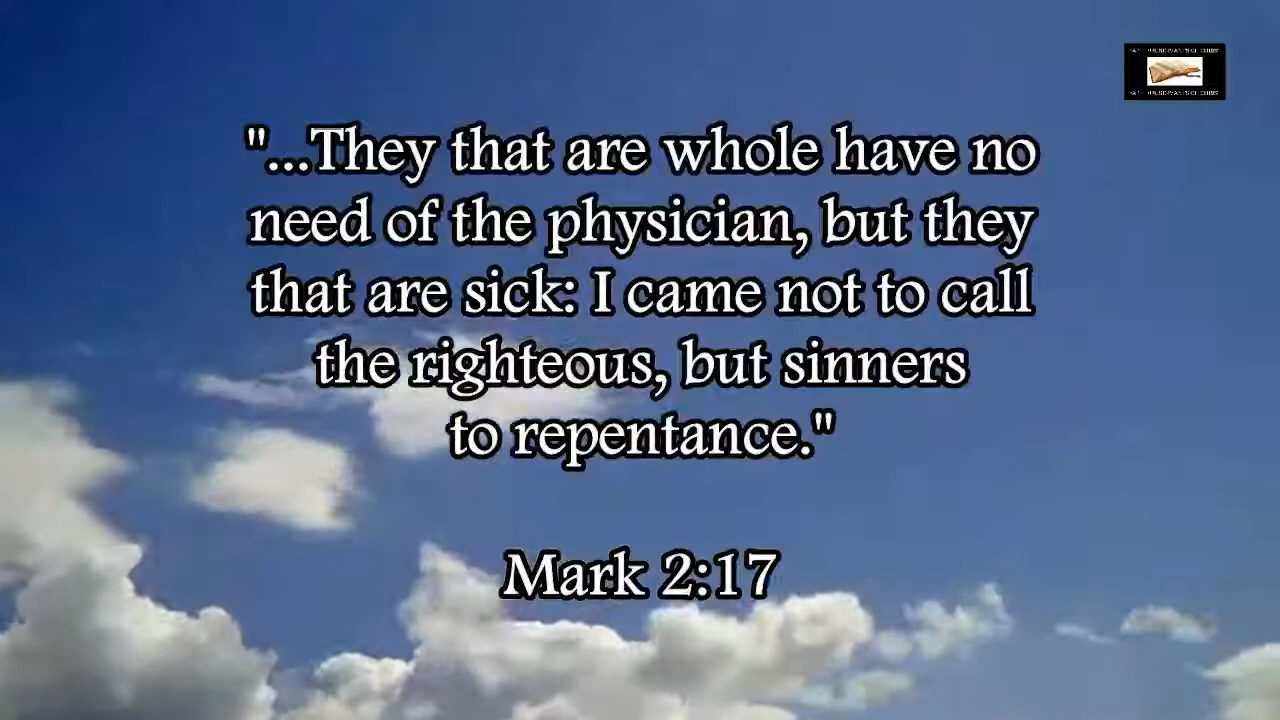 "...They that are whole have no
need of the physician, but they
that are sick: I came not to call
the righteous, but sinners
to repentance."
Mark 2:17